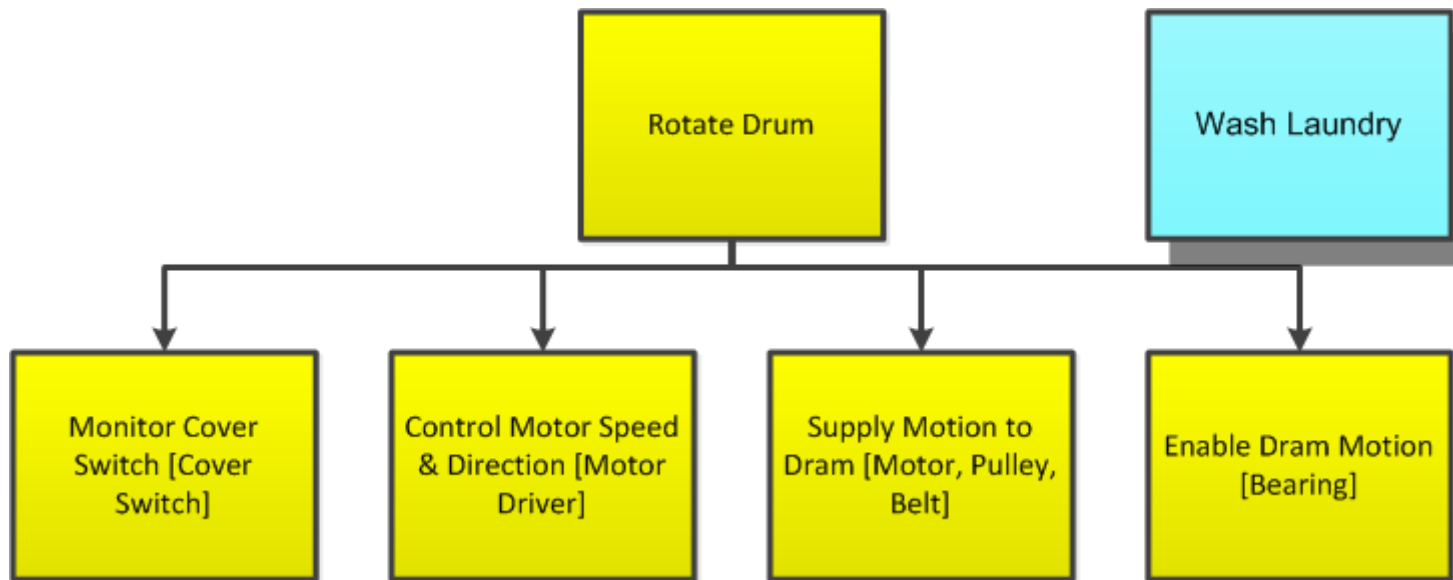 Rotate Drum
Wash Laundry
Monitor Cover
Switch [Cover
Switch]
Control Motor Speed
& Direction [Motor
Driver]
Supply Motion to
Dram [Motor, Pulley,
Belt]
Enable Dram Motion
[Bearing]